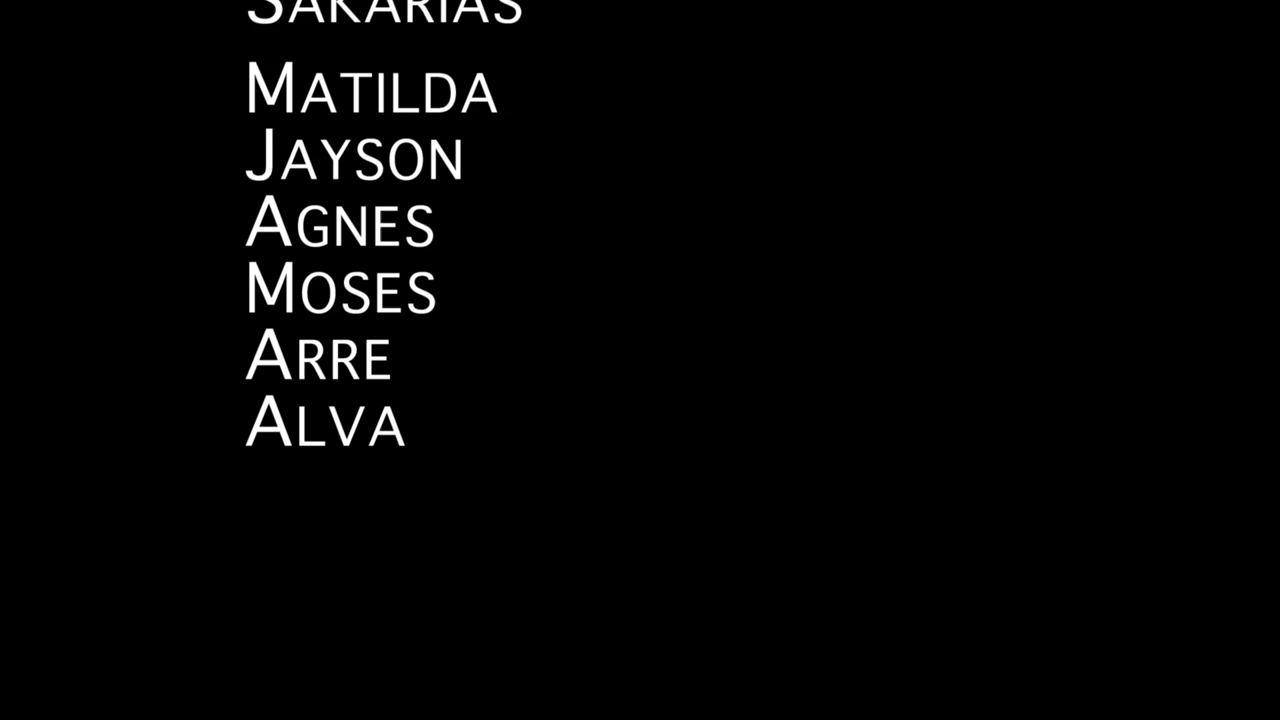 SAKARIAS
MATILDA
JAYSON
AGNES
MOSES
ARRE
ALVA